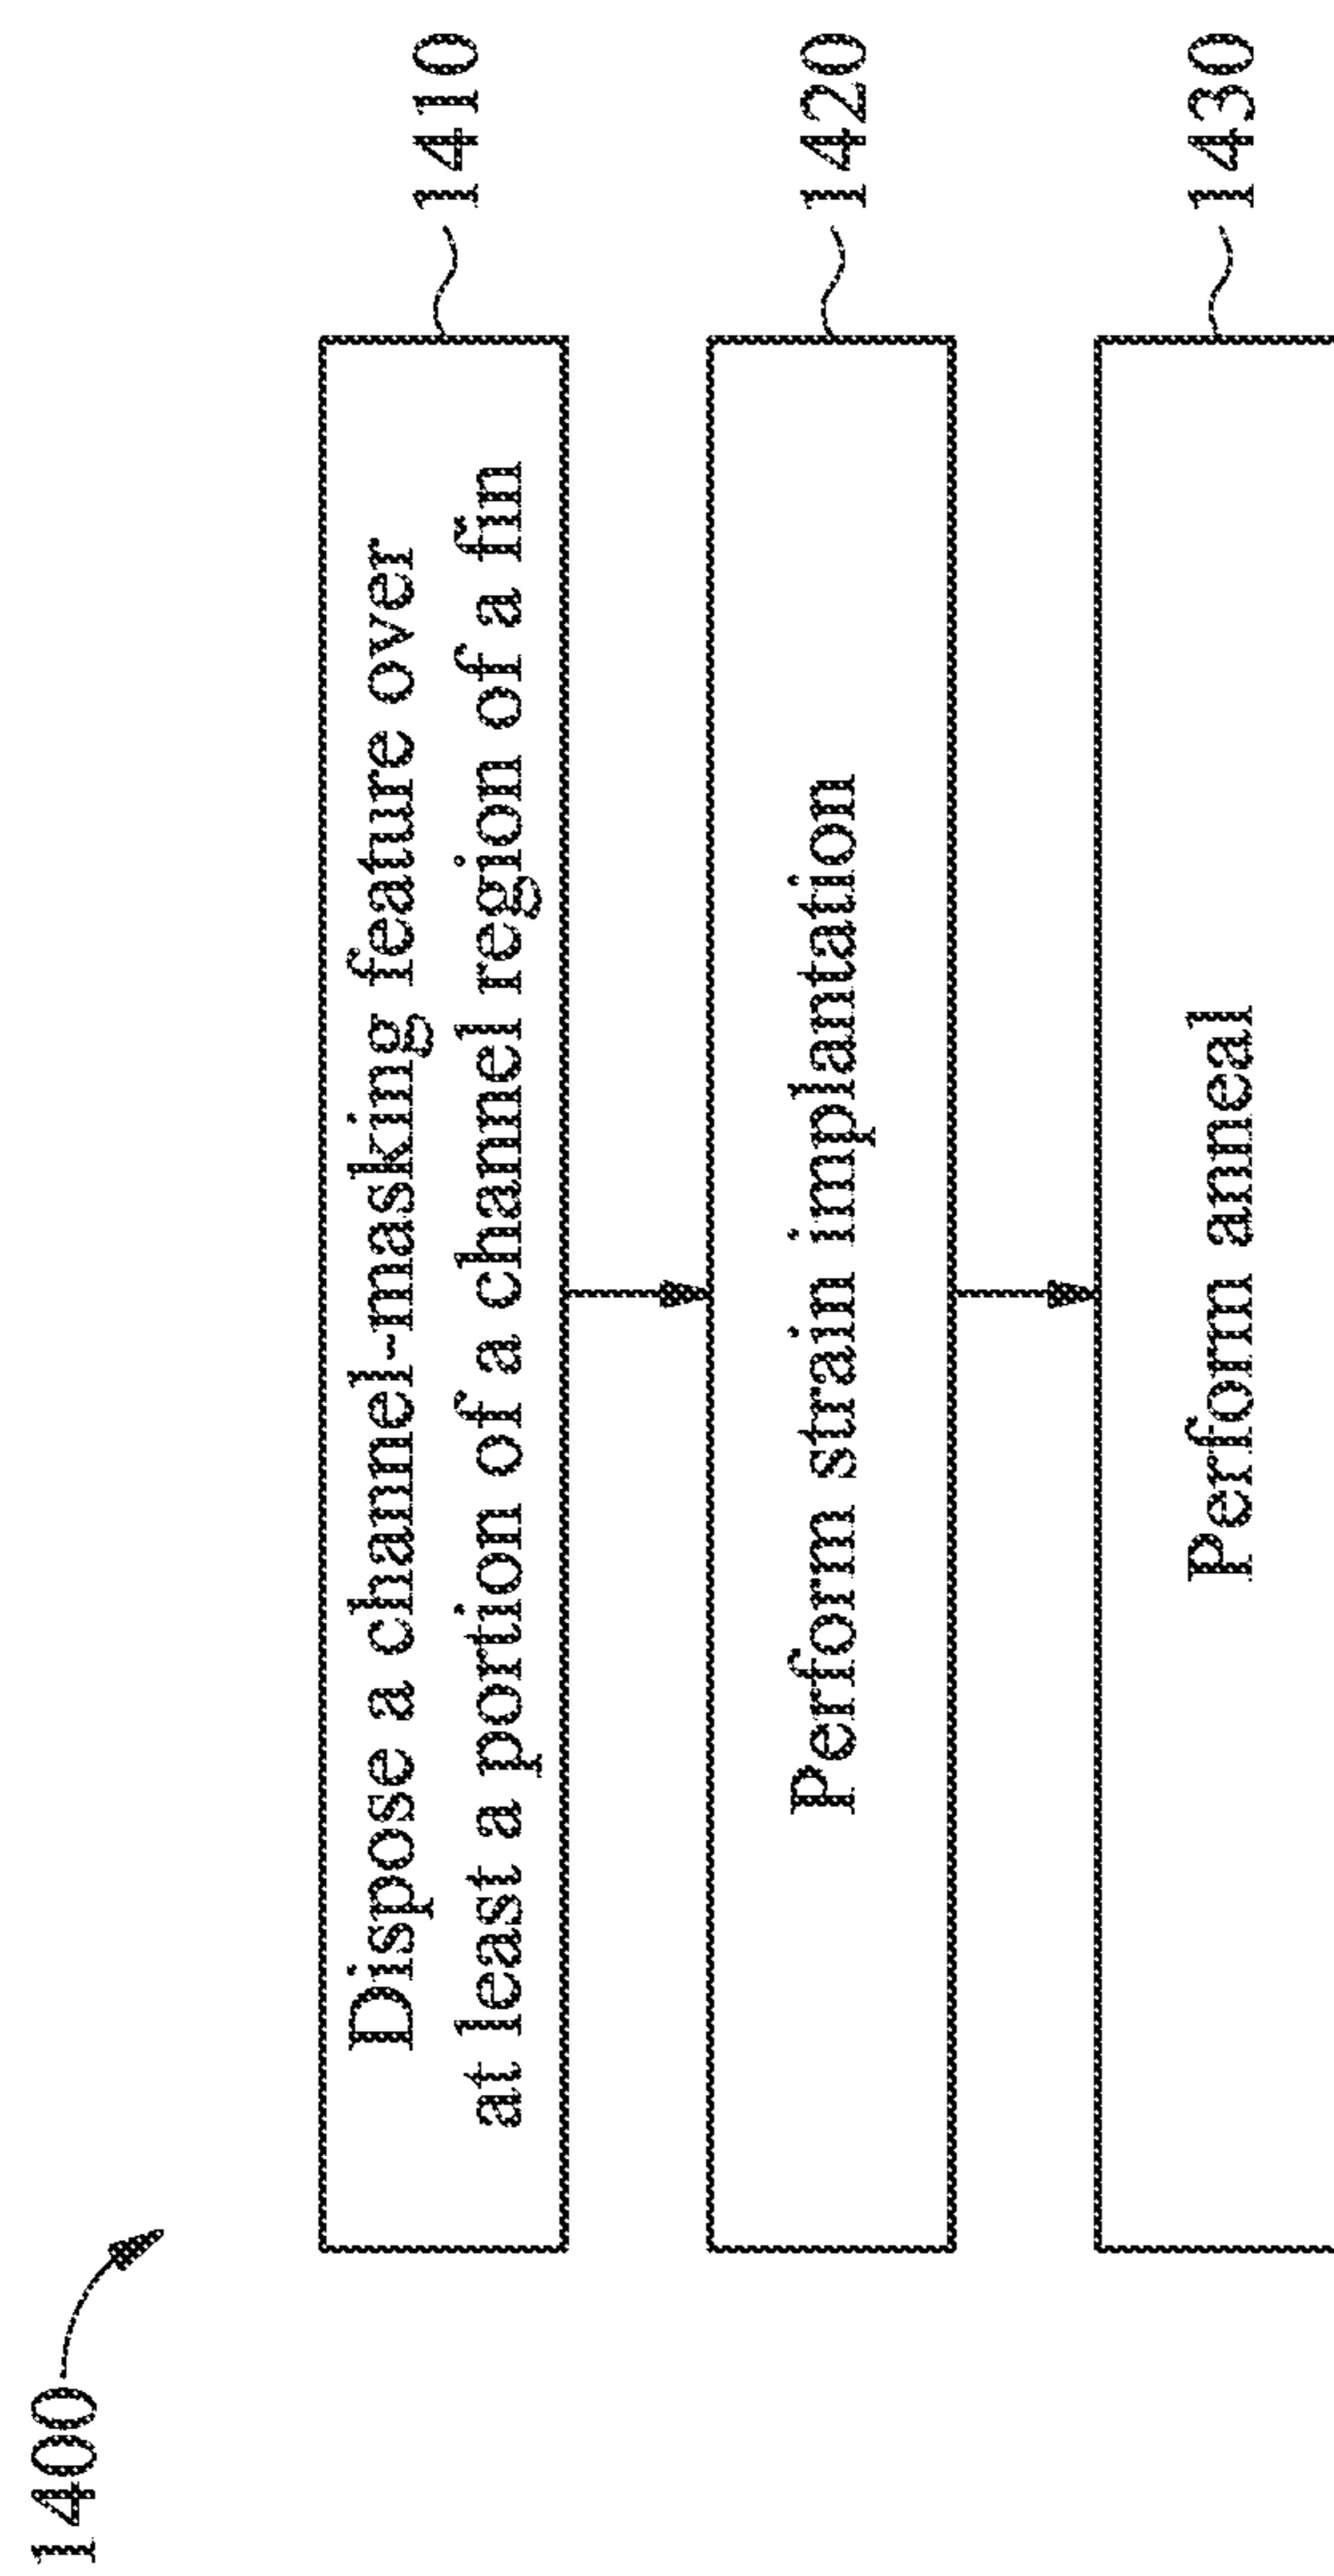 1400
Dispose a channel-masking feature over
at least a portion of a channel region of a fin
1410
Perform strain implantation
1420
Perform anneal
1430